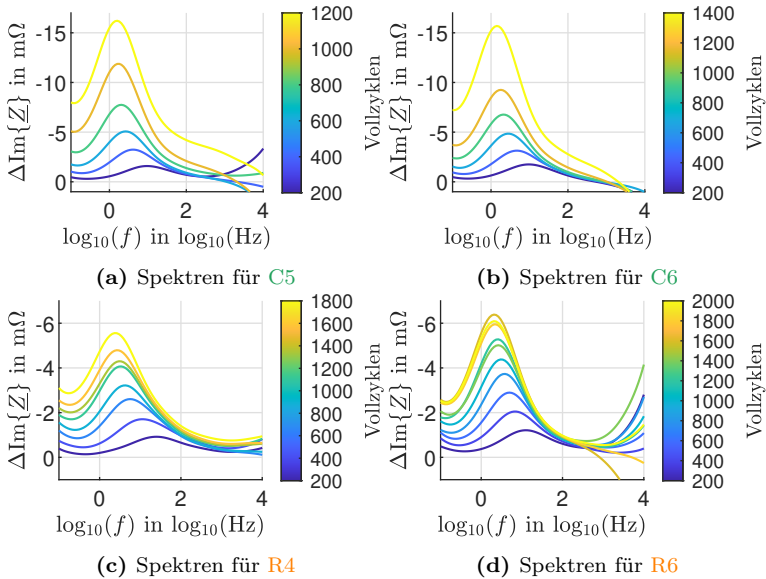 -15
-10
-5
0
0 2 4
ΔIm{Z} in mΩ
log10(f) in log10(Hz)
1200
1000
800
600
400
200
Vollzyklen
(a) Spektren für C5
-15
-10
-5
0
0 2 4
ΔIm{Z} in mΩ
log10(f) in log10(Hz)
1400
1200
1000
800
600
400
200
Vollzyklen
(b) Spektren für C6
-6
-4
-2
0
0 2 4
ΔIm{Z} in mΩ
log10(f) in log10(Hz)
1800
1600
1400
1200
1000
800
600
400
200
Vollzyklen
(c) Spektren für R4
-6
-4
-2
0
0 2 4
ΔIm{Z} in mΩ
log10(f) in log10(Hz)
2000
1800
1600
1400
1200
1000
800
600
400
200
Vollzyklen
(d) Spektren für R6